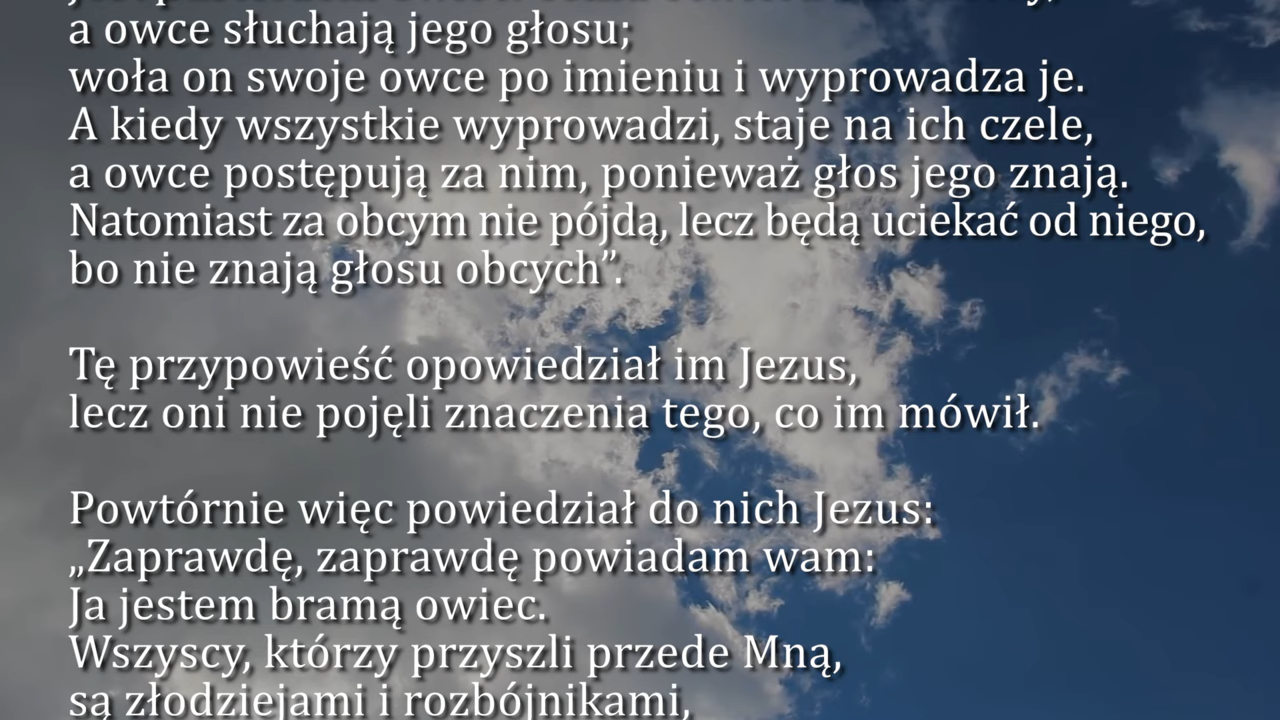 a owce słuchają jego głosu;
woła on swoje owce po imieniu i wyprowadza je.
A kiedy wszystkie wyprowadzi, staje na ich czele,
a owce postępują za nim, ponieważ głos jego znają.
Natomiast za obcym nie pójdą, lecz będą uciekać od niego,
bo nie znają głosu obcych”.
Tę przypowieść opowiedział im Jezus,
lecz oni nie pojęli znaczenia tego, co im mówił.
Powtórnie więc powiedział do nich Jezus:
„Zaprawdę, zaprawdę powiadam wam:
Ja jestem bramą owiec.
Wszyscy, którzy przyszli przede Mną,
są złodziejami i rozbójnikami,